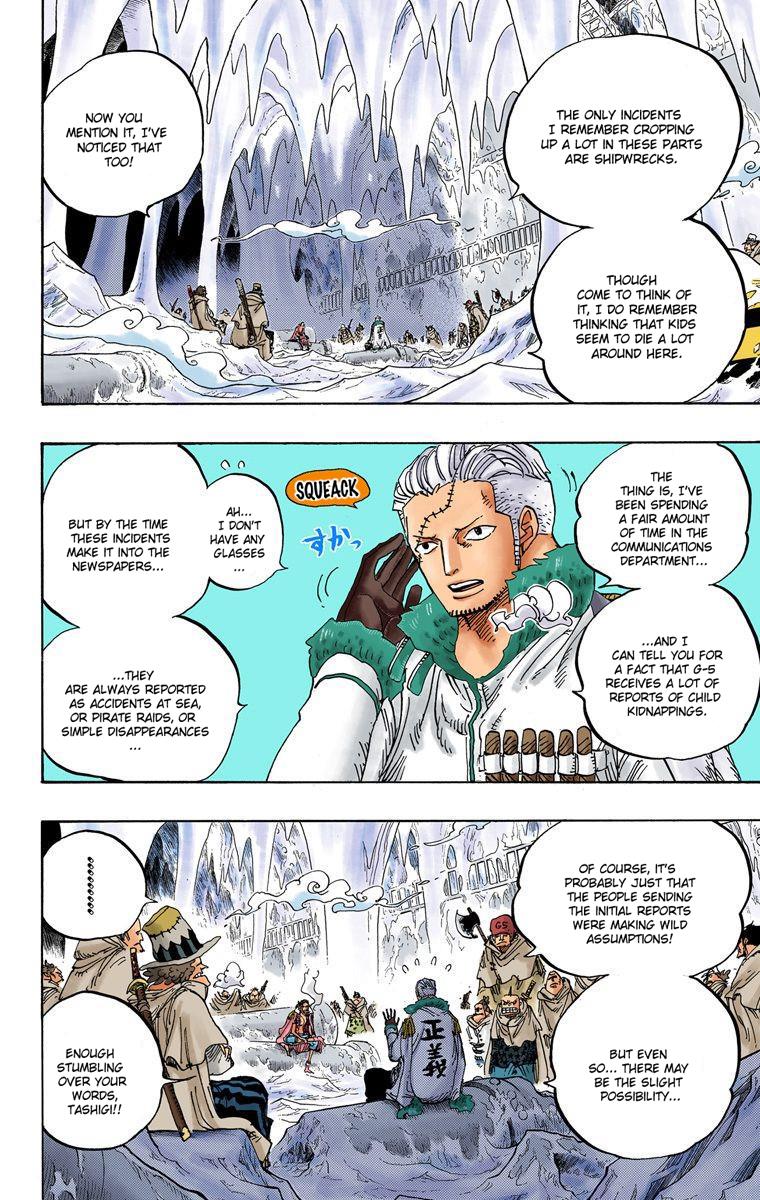 THE ONLY INCIDENTS
I REMEMBER CROPPING
UP A LOT IN THESE PARTS
ARE SHIPWRECKS.
THOUGH
COME TO THINK OF
IT, I DO REMEMBER
THINKING THAT KIDS
SEEM TO DIE A LOT
AROUND HERE.
NOW YOU
MENTION IT, I'VE
NOTICED THAT
TOO!
THE
THING IS, I'VE
BEEN SPENDING
A FAIR AMOUNT
OF TIME IN THE
COMMUNICATIONS
DEPARTMENT...
...AND I
CAN TELL YOU FOR
A FACT THAT G-5
RECEIVES A LOT OF
REPORTS OF CHILD
KIDNAPPINGS.
SQUEACK
すかっ
AH...
I DON'T
HAVE ANY
GLASSES
...
BUT BY THE TIME
THESE INCIDENTS
MAKE IT INTO THE
NEWSPAPERS...
...THEY
ARE ALWAYS REPORTED
AS ACCIDENTS AT SEA,
OR PIRATE RAIDS, OR
SIMPLE DISAPPEARANCES
...
OF COURSE, IT'S
PROBABLY JUST THAT
THE PEOPLE SENDING
THE INITIAL REPORTS
WERE MAKING WILD
ASSUMPTIONS!
BUT EVEN
SO... THERE MAY
BE THE SLIGHT
POSSIBILITY...
G5
正義
.........
ENOUGH
STUMBLING
OVER YOUR
WORDS,
TASHIGI!!